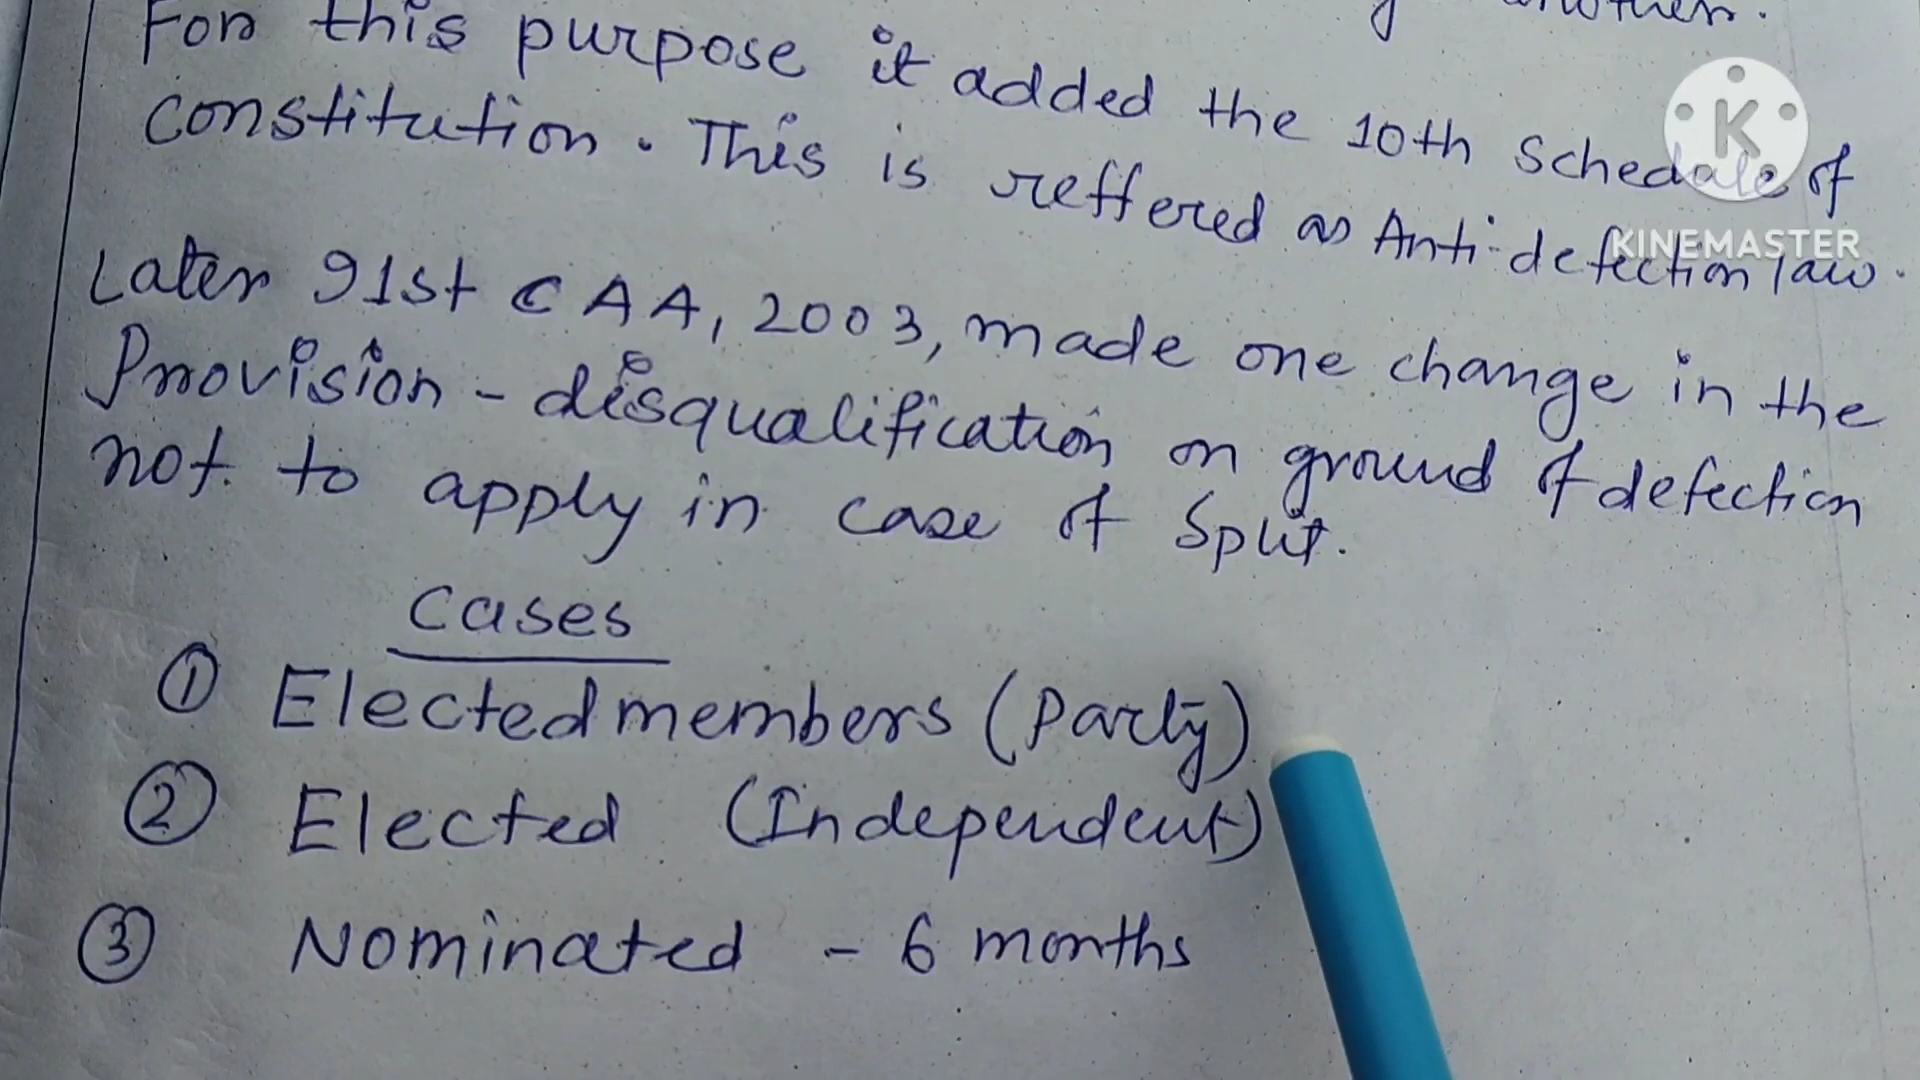 another.
For this purpose it added the 10th Schedule of
Constitution. This is reffered as Anti-defection law.
Later 91st CAA, 2003, made one change in the
Provision - disqualification on ground of defection
not to apply in case of Split.
Cases
① Elected members (Party)
② Elected (Independent)
③ Nominated - 6 months
K
KINEMASTER